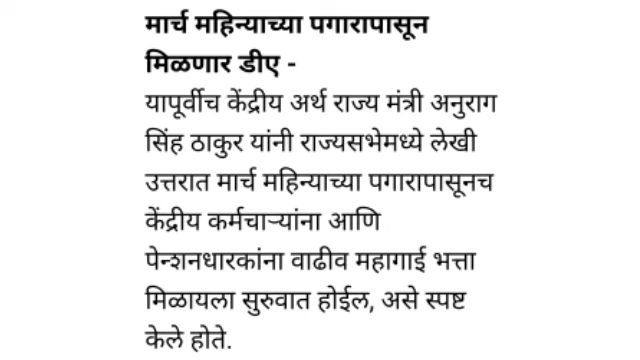 मार्च महिन्याच्या पगारापासून
मिळणार डीए -
यापूर्वीच केंद्रीय अर्थ राज्य मंत्री अनुराग
सिंह ठाकुर यांनी राज्यसभेमध्ये लेखी
उत्तरात मार्च महिन्याच्या पगारापासूनच
केंद्रीय कर्मचाऱ्यांना आणि
पेन्शनधारकांना वाढीव महागाई भत्ता
मिळायला सुरुवात होईल, असे स्पष्ट
केले होते.